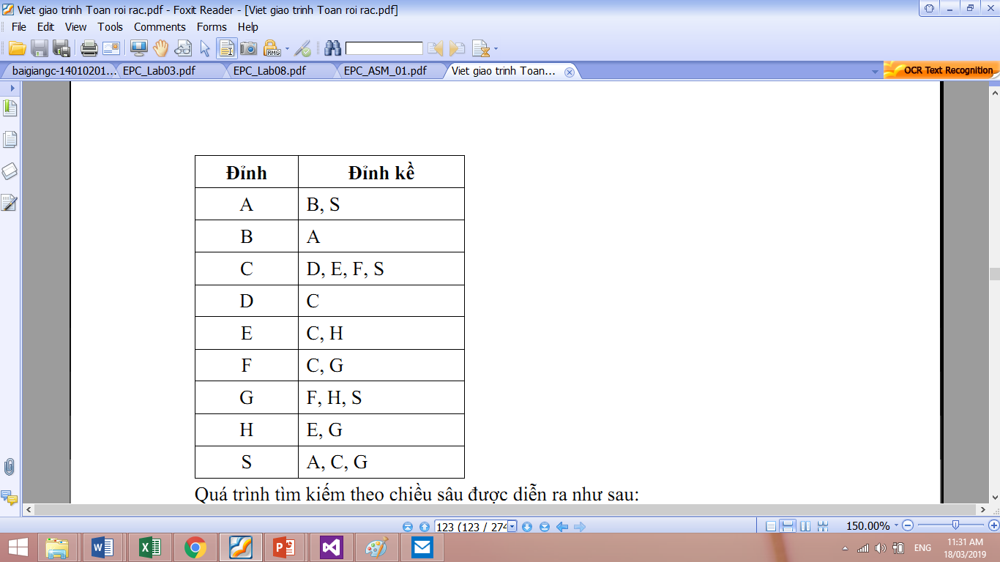 Viet giao trinh Toan roi rac.pdf - Foxit Reader - [Viet giao trinh Toan roi rac.pdf]
File Edit View Tools Comments Forms Help
RMS
baigiangc-14010201... EPC_Lab03.pdf EPC_Lab08.pdf EPC_ASM_01.pdf Viet giao trinh Toan... OCR Text Recognition
Đỉnh Đỉnh kề
A B, S
B A
C D, E, F, S
D C
E C, H
F C, G
G F, H, S
H E, G
S A, C, G
Quá trình tìm kiếm theo chiều sâu được diễn ra như sau:
123 (123 / 274 150.00%
ENG 11:31 AM
18/03/2019